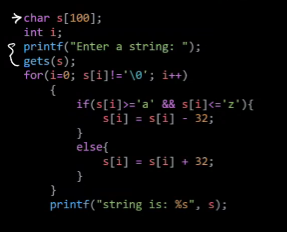 char s[100];
int i;
printf("Enter a string: ");
gets(s);
for(i=0; s[i]!='\0'; i++)
{
if(s[i]>='a' && s[i]<='z'){
s[i] = s[i] - 32;
}
else{
s[i] = s[i] + 32;
}
}
printf("string is: %s", s);